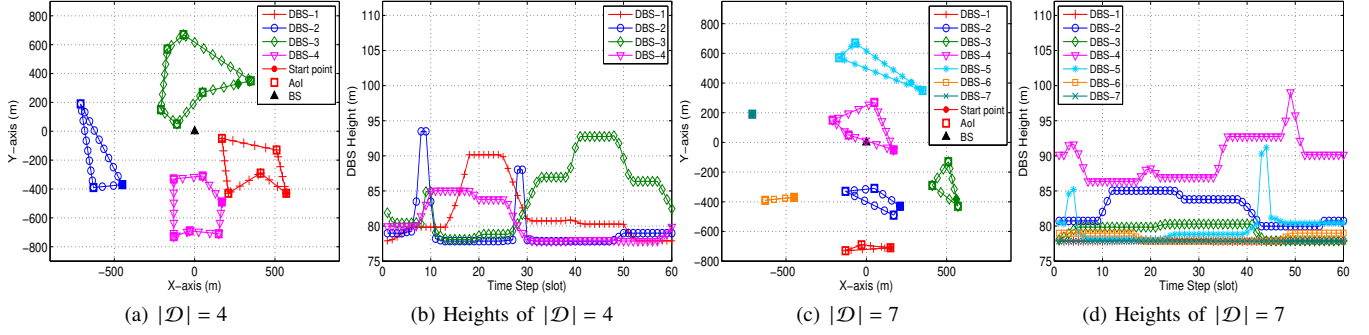 DBS-1
DBS-2
DBS-3
DBS-4
Start point
AoI
BS
800
600
400
200
0
-200
-400
-600
-800
-500 0 500
Y-axis (m)
X-axis (m)
(a) |𝒟| = 4
DBS-1
DBS-2
DBS-3
DBS-4
110
105
100
95
90
85
80
75
0 10 20 30 40 50 60
DBS Height (m)
Time Step (slot)
(b) Heights of |𝒟| = 4
DBS-1
DBS-2
DBS-3
DBS-4
DBS-5
DBS-6
DBS-7
Start point
AoI
BS
800
600
400
200
0
-200
-400
-600
-800
-500 0 500
Y-axis (m)
X-axis (m)
(c) |𝒟| = 7
DBS-1
DBS-2
DBS-3
DBS-4
DBS-5
DBS-6
DBS-7
110
105
100
95
90
85
80
75
0 10 20 30 40 50 60
DBS Height (m)
Time Step (slot)
(d) Heights of |𝒟| = 7